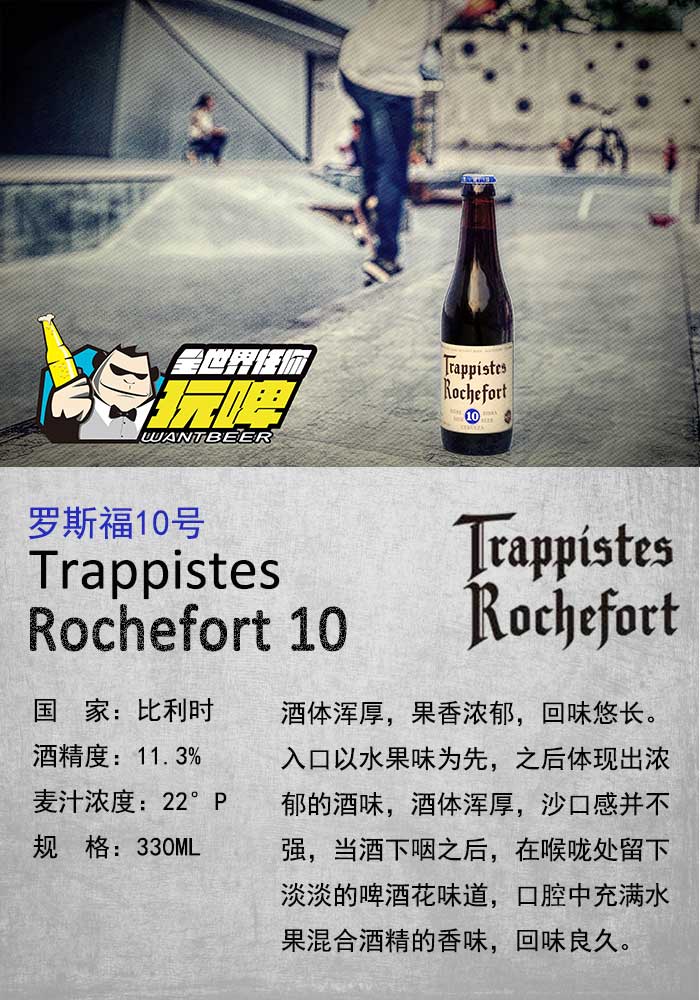 全世界任你
玩啤
WANTBEER
Trappistes
Rochefort
10
BEER
CERVEZA
罗斯福10号
Trappistes
Rochefort 10
Trappistes
Rochefort
国 家：比利时
酒精度：11.3%
麦汁浓度：22°P
规 格：330ML
酒体浑厚，果香浓郁，回味悠长。
入口以水果味为先，之后体现出浓
郁的酒味，酒体浑厚，沙口感并不
强，当酒下咽之后，在喉咙处留下
淡淡的啤酒花味道，口腔中充满水
果混合酒精的香味，回味良久。